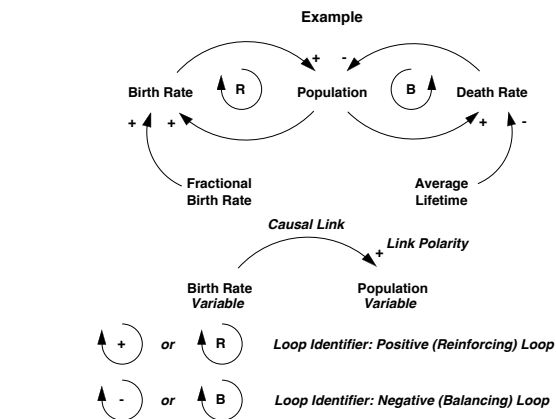 Example
+ -
Birth Rate R Population B Death Rate
+ + + -
Fractional
Birth Rate
Average
Lifetime
Causal Link
+ Link Polarity
Birth Rate
Variable
Population
Variable
+ or R Loop Identifier: Positive (Reinforcing) Loop
- or B Loop Identifier: Negative (Balancing) Loop